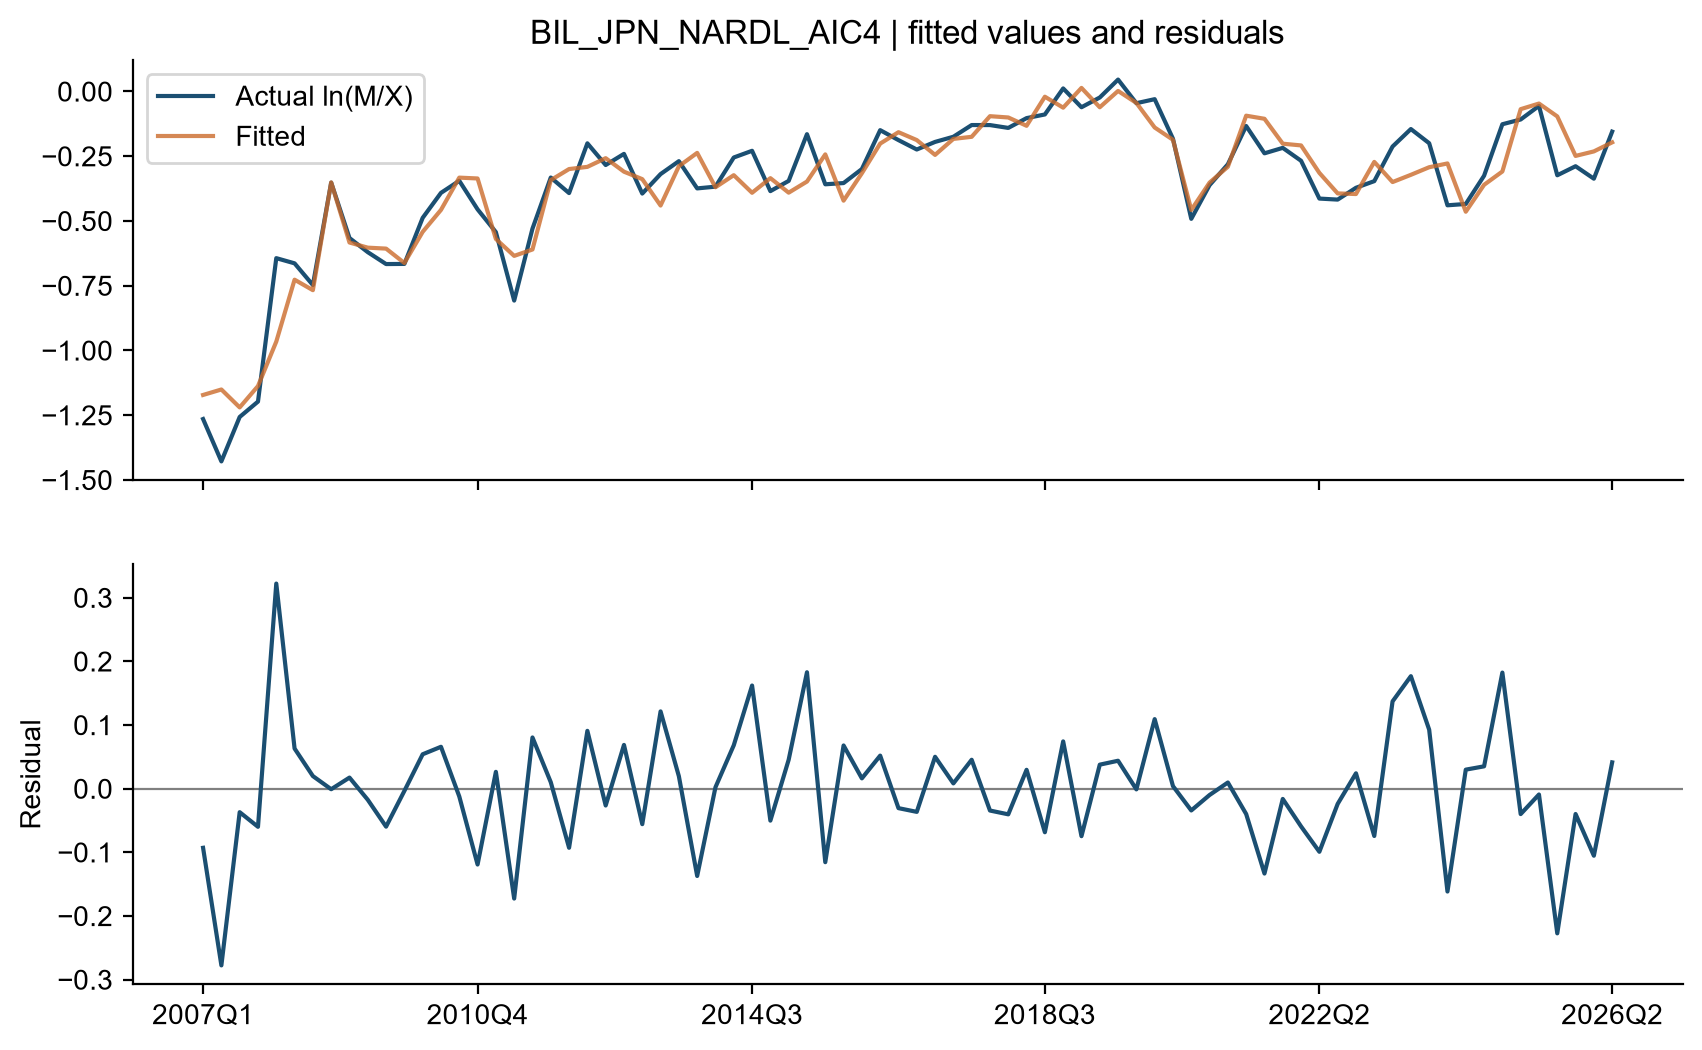 BIL_JPN_NARDL_AIC4 | fitted values and residuals
Actual ln(M/X)
Fitted
0.00
−0.25
−0.50
−0.75
−1.00
−1.25
−1.50
Residual
0.3
0.2
0.1
0.0
−0.1
−0.2
−0.3
2007Q1 2010Q4 2014Q3 2018Q3 2022Q2 2026Q2